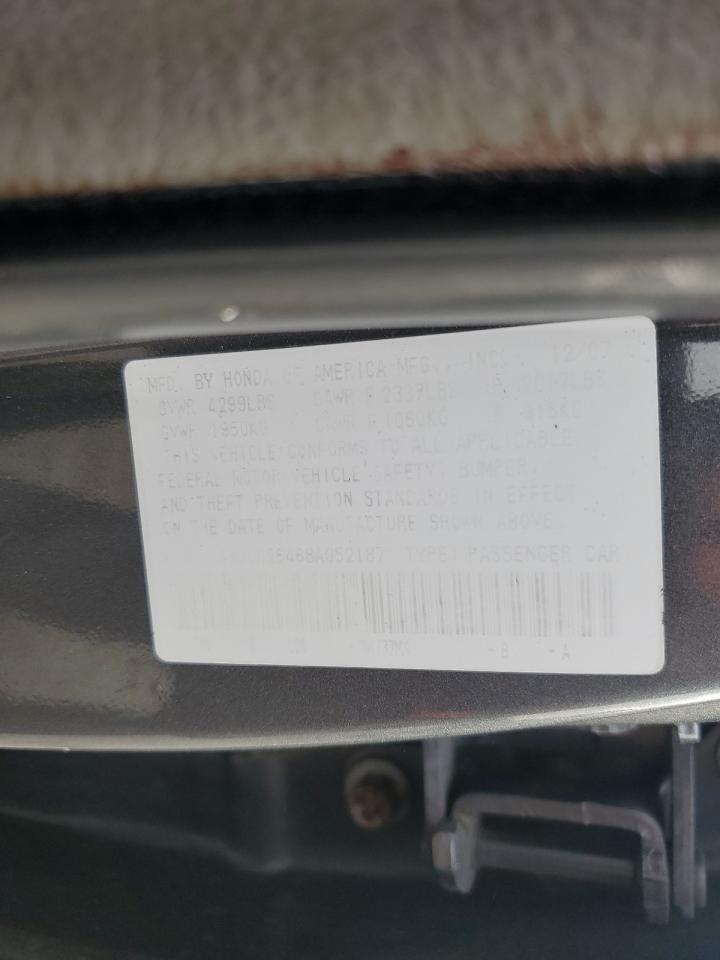 MFD. BY HONDA OF AMERICA MFG., INC. 12/07
GVWR 4299LBS GAWR F 2337LBS
GVWR 1950KG GAWR F 1060KG
THIS VEHICLE CONFORMS TO ALL APPLICABLE
FEDERAL MOTOR VEHICLE SAFETY, BUMPER,
AND THEFT PREVENTION STANDARDS IN EFFECT
ON THE DATE OF MANUFACTURE SHOWN ABOVE.
TYPE: PASSENGER CAR
-B -A